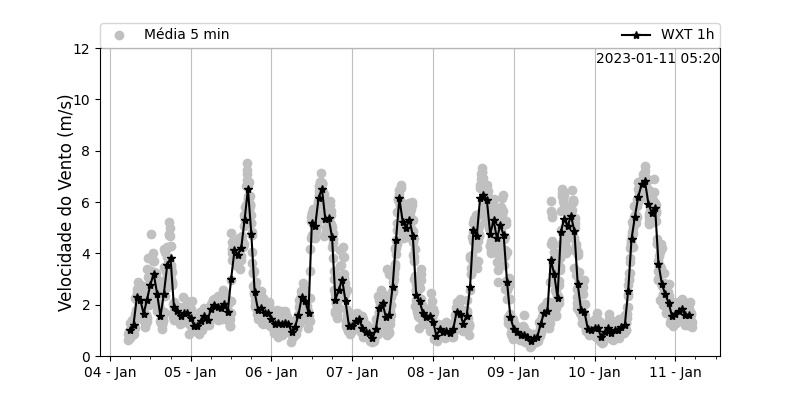 Média 5 min
WXT 1h
2023-01-11 05:20
Velocidade do Vento (m/s)
12
10
8
6
4
2
0
04 - Jan 05 - Jan 06 - Jan 07 - Jan 08 - Jan 09 - Jan 10 - Jan 11 - Jan